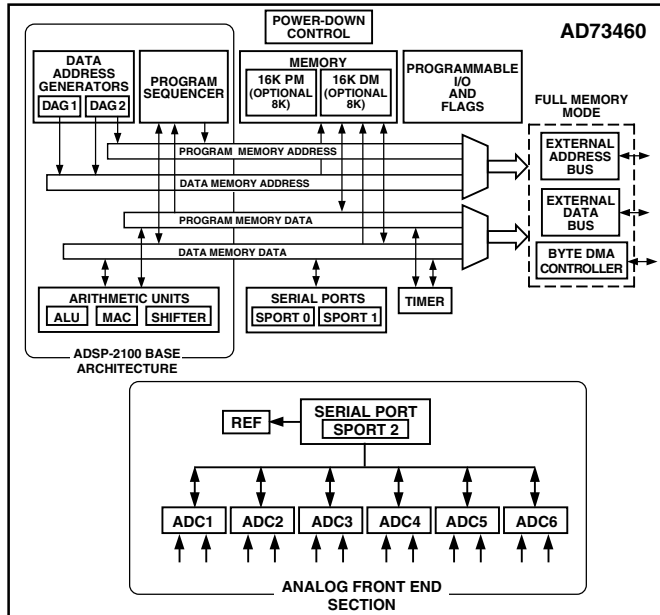 AD73460
POWER-DOWN
CONTROL
DATA
ADDRESS
GENERATORS
DAG 1
DAG 2
PROGRAM
SEQUENCER
MEMORY
16K PM
(OPTIONAL
8K)
16K DM
(OPTIONAL
8K)
PROGRAMMABLE
I/O
AND
FLAGS
FULL MEMORY
MODE
PROGRAM MEMORY ADDRESS
DATA MEMORY ADDRESS
PROGRAM MEMORY DATA
DATA MEMORY DATA
EXTERNAL
ADDRESS
BUS
EXTERNAL
DATA
BUS
BYTE DMA
CONTROLLER
ARITHMETIC UNITS
ALU
MAC
SHIFTER
SERIAL PORTS
SPORT 0
SPORT 1
TIMER
ADSP-2100 BASE
ARCHITECTURE
REF
SERIAL PORT
SPORT 2
ADC1
ADC2
ADC3
ADC4
ADC5
ADC6
ANALOG FRONT END
SECTION